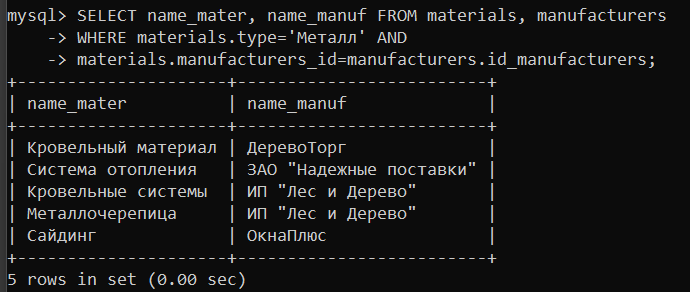 mysql> SELECT name_mater, name_manuf FROM materials, manufacturers
    -> WHERE materials.type='Металл' AND
    -> materials.manufacturers_id=manufacturers.id_manufacturers;
+---------------------+------------------------+
| name_mater          | name_manuf             |
+---------------------+------------------------+
| Кровельный материал | ДеревоТорг             |
| Система отопления   | ЗАО "Надежные поставки" |
| Кровельные системы  | ИП "Лес и Дерево"      |
| Металлочерепица     | ИП "Лес и Дерево"      |
| Сайдинг             | ОкнаПлюс               |
+---------------------+------------------------+
5 rows in set (0.00 sec)